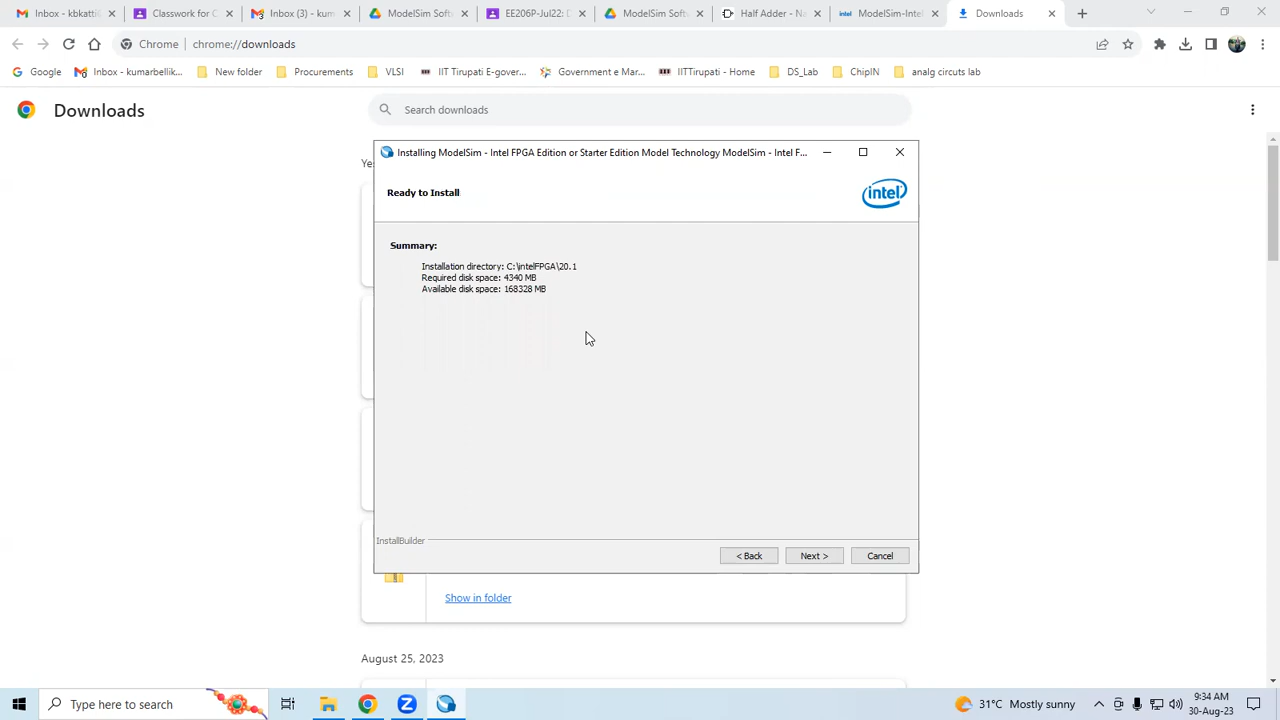 Inbox - kbkatti
Classwork for C
Inbox (3) - kum
ModelSim Soft
EE206P-Jul22: D
ModelSim Soft
Half Adder - N
intel ModelSim-Intel
Downloads
Chrome chrome://downloads
Google
Inbox - kumarbellik...
New folder
Procurements
VLSI
IIT Tirupati E-gover...
Government e Mar...
IITTirupati - Home
DS_Lab
ChipIN
analg circuts lab
Downloads
Search downloads
Yes
Installing ModelSim - Intel FPGA Edition or Starter Edition Model Technology ModelSim - Intel F...
Ready to Install
intel
Summary:
Installation directory: C:\intelFPGA\20.1
Required disk space: 4340 MB
Available disk space: 168328 MB
InstallBuilder
< Back
Next >
Cancel
Show in folder
August 25, 2023
Type here to search
31°C Mostly sunny
9:34 AM
30-Aug-23